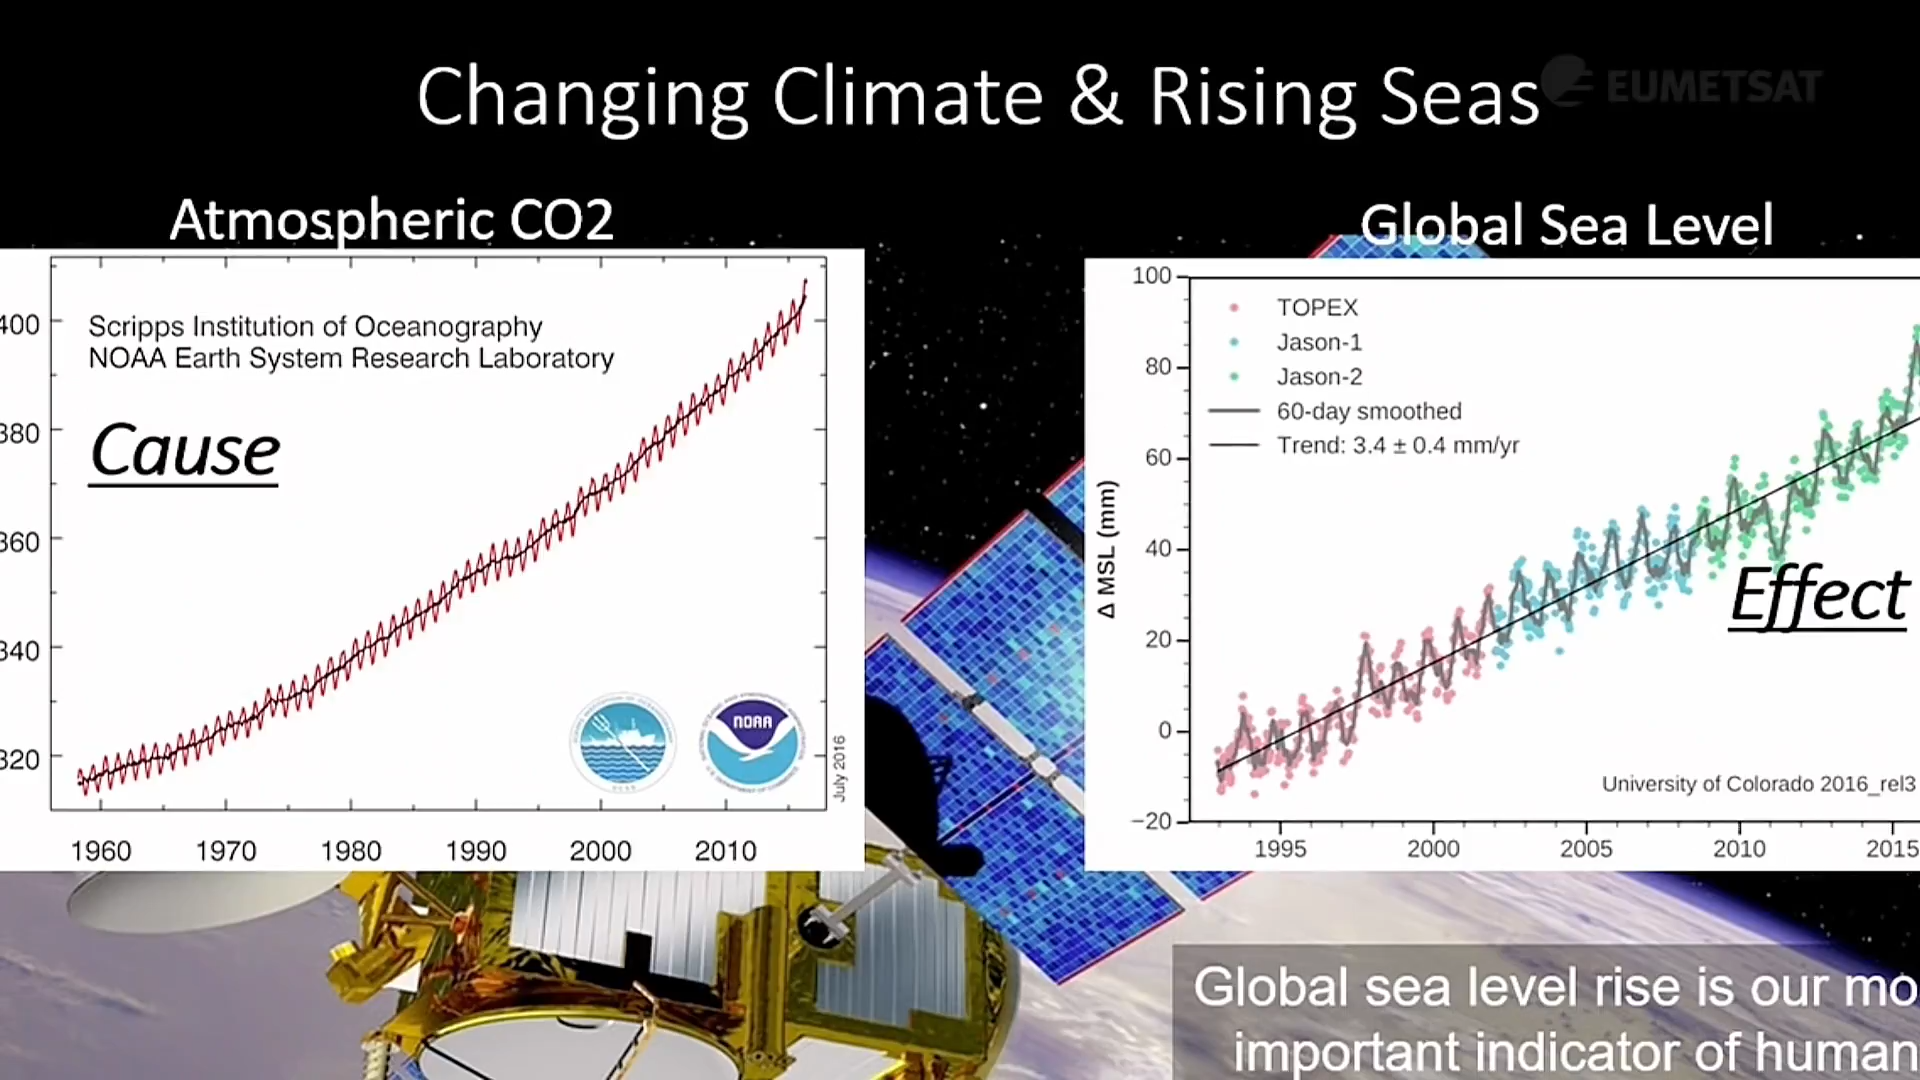 Changing Climate & Rising Seas
EUMETSAT
Atmospheric CO2
Global Sea Level
400
380
360
340
320
Scripps Institution of Oceanography
NOAA Earth System Research Laboratory
Cause
NOAA
July 2016
1960 1970 1980 1990 2000 2010
100
80
60
40
20
0
−20
Δ MSL (mm)
TOPEX
Jason-1
Jason-2
60-day smoothed
Trend: 3.4 ± 0.4 mm/yr
Effect
University of Colorado 2016_rel3
1995 2000 2005 2010 2015
Global sea level rise is our mo
important indicator of human